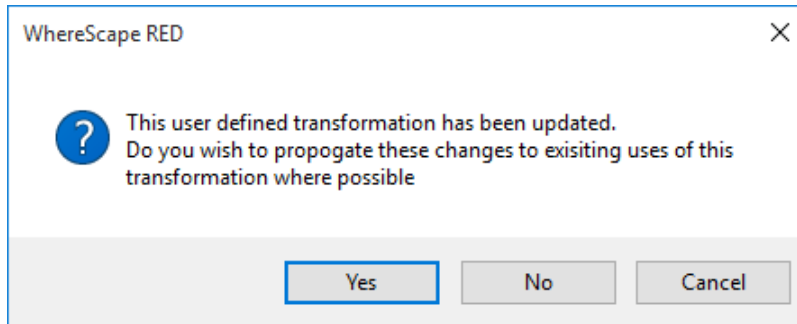 WhereScape RED
This user defined transformation has been updated.
Do you wish to propogate these changes to exisiting uses of this
transformation where possible
Yes No Cancel